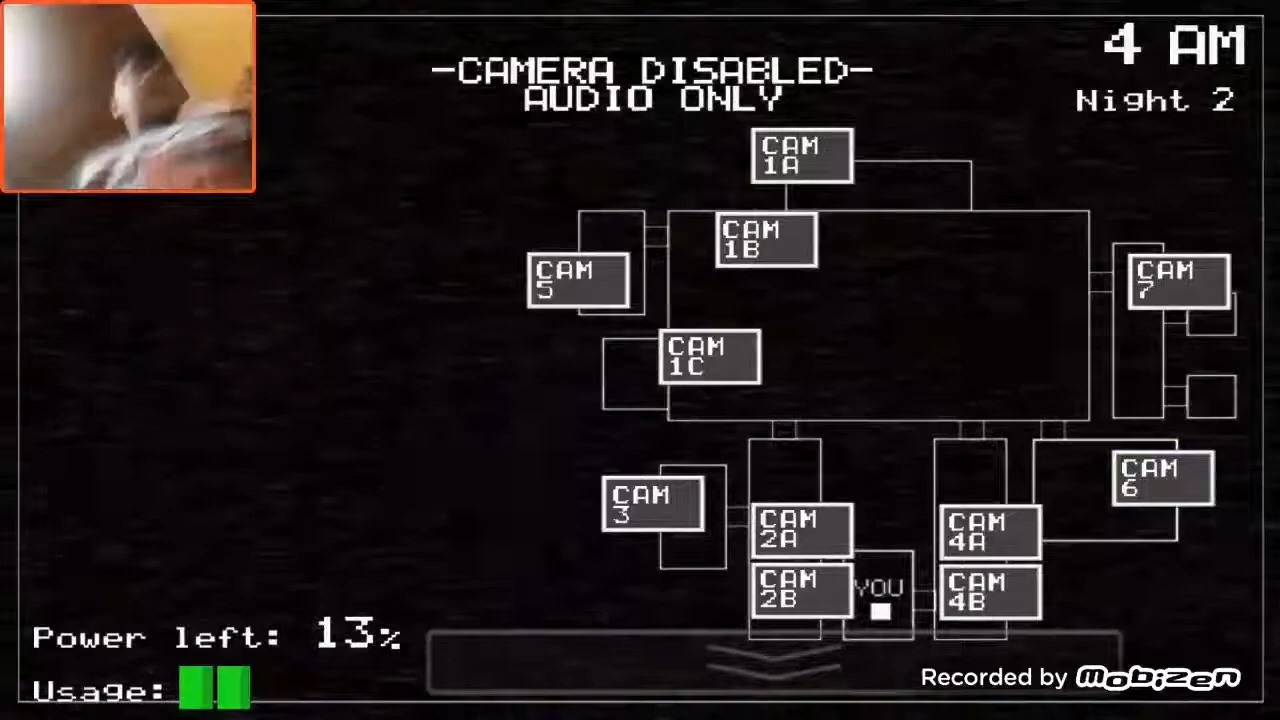 4 AM
-CAMERA DISABLED-
AUDIO ONLY
Night 2
CAM
1A
CAM
1B
CAM
5
CAM
7
CAM
1C
CAM
6
CAM
3
CAM
2A
CAM
4A
CAM
2B
YOU
CAM
4B
Power left: 13%
Usage:
Recorded by mobizen